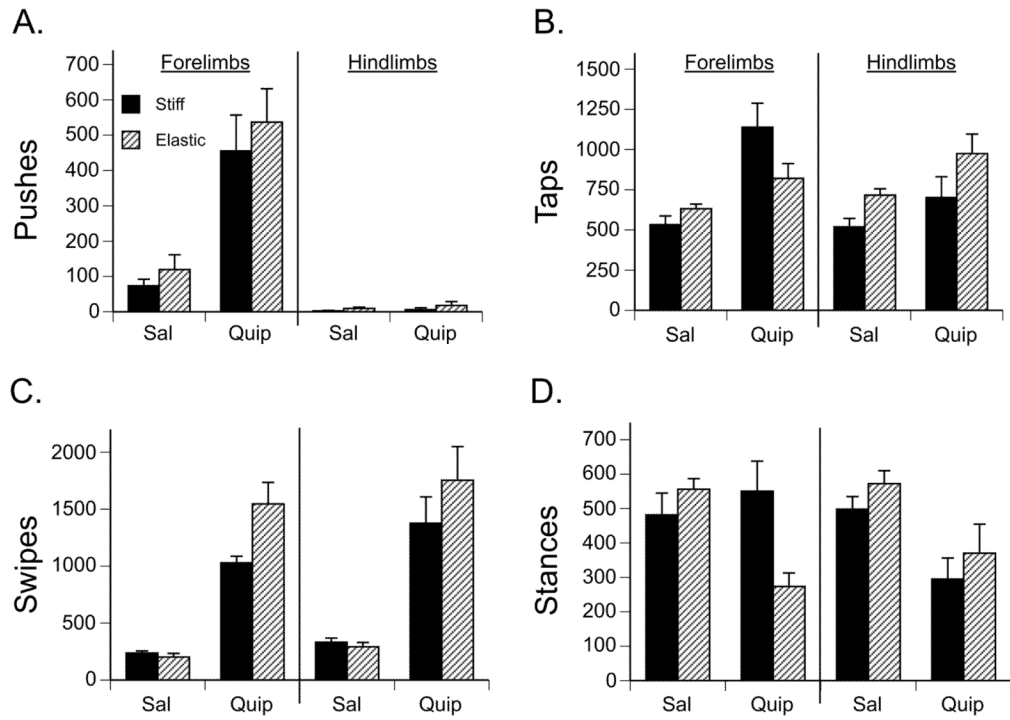 A.
Forelimbs Hindlimbs
Stiff
Elastic
Pushes
700
600
500
400
300
200
100
0
Sal Quip Sal Quip
B.
Forelimbs Hindlimbs
Taps
1500
1250
1000
750
500
250
0
Sal Quip Sal Quip
C.
Swipes
2000
1500
1000
500
0
Sal Quip Sal Quip
D.
Stances
700
600
500
400
300
200
100
0
Sal Quip Sal Quip